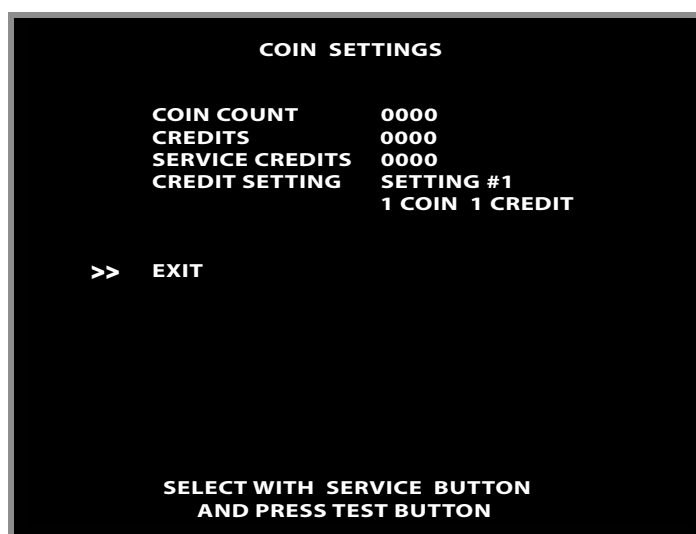 COIN SETTINGS
COIN COUNT 0000
CREDITS 0000
SERVICE CREDITS 0000
CREDIT SETTING SETTING #1
1 COIN 1 CREDIT
>> EXIT
SELECT WITH SERVICE BUTTON
AND PRESS TEST BUTTON